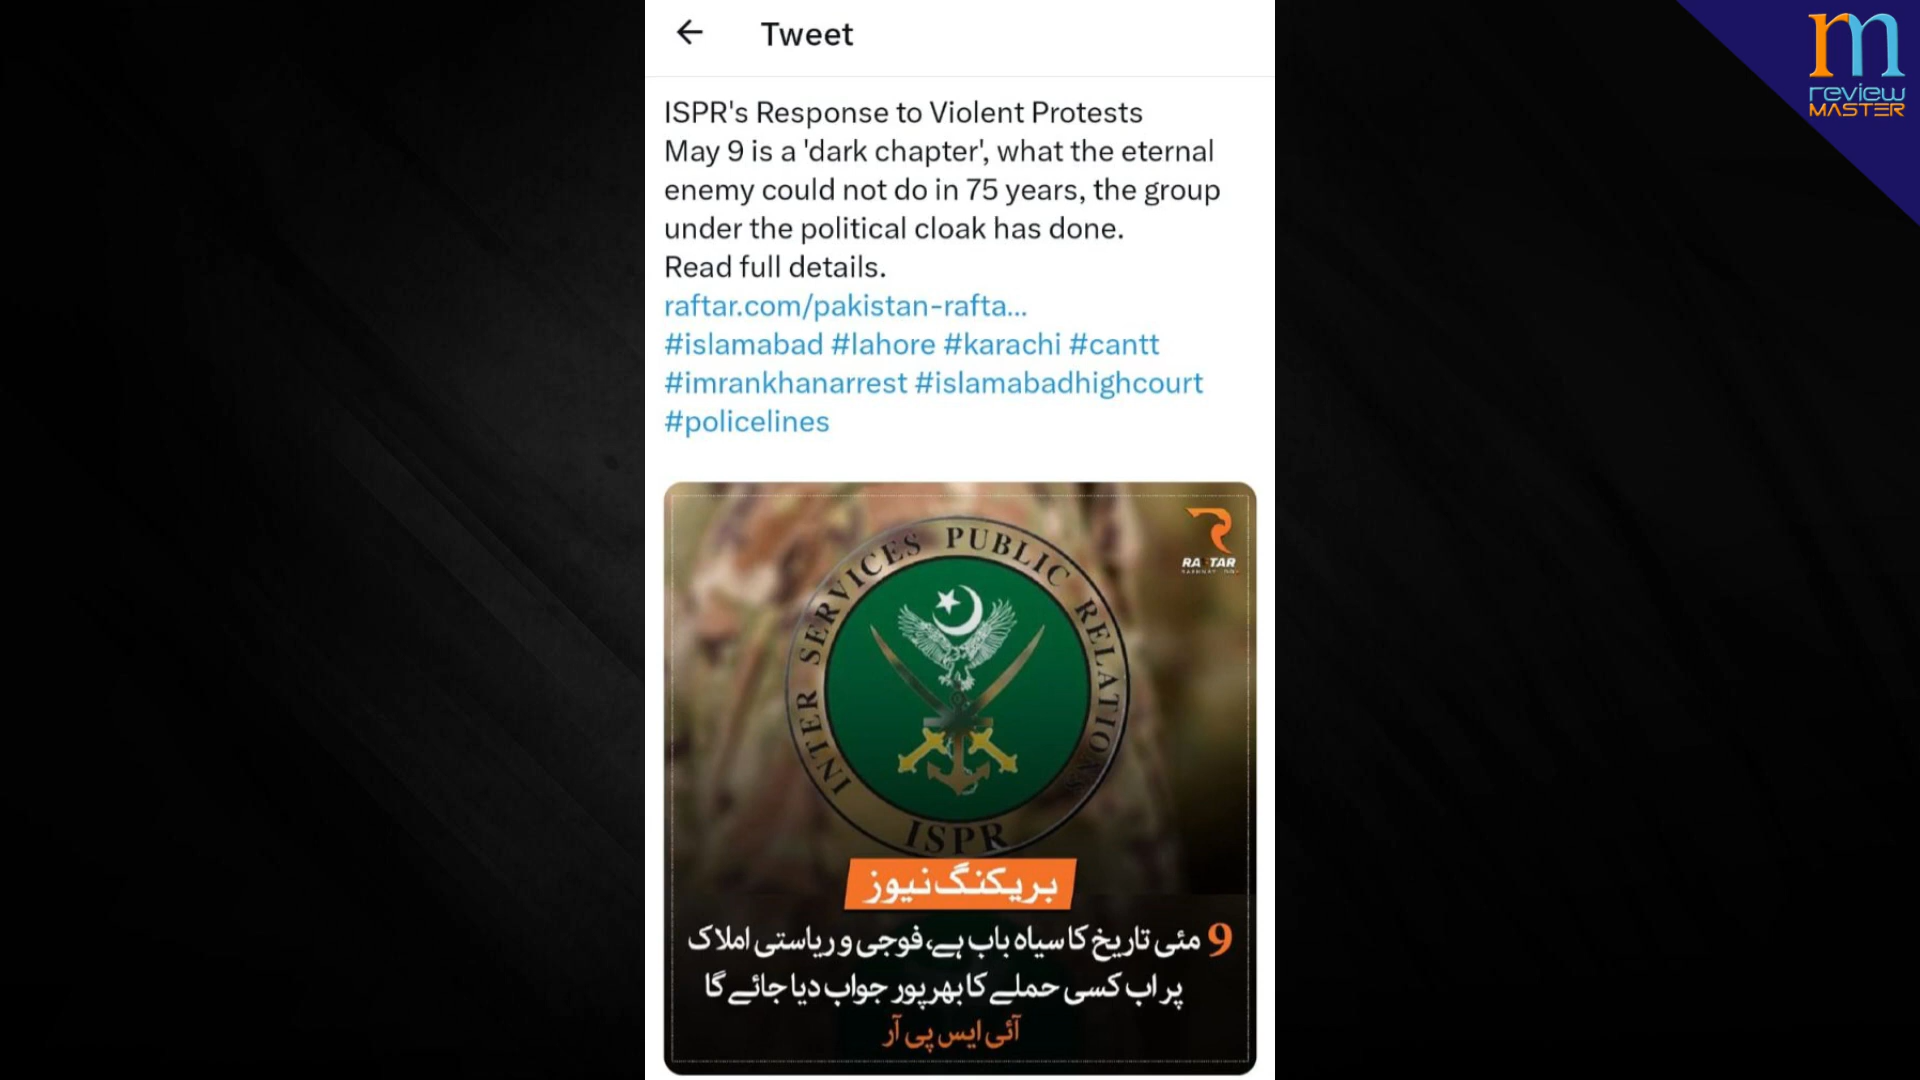 Tweet
rm
review
MASTER
ISPR's Response to Violent Protests
May 9 is a 'dark chapter', what the eternal
enemy could not do in 75 years, the group
under the political cloak has done.
Read full details.
raftar.com/pakistan-rafta...
#islamabad #lahore #karachi #cantt
#imrankhanarrest #islamabadhighcourt
#policelines
RAFTAR
INTER SERVICES PUBLIC RELATIONS
ISPR
بریکنگ نیوز
9 مئی تاریخ کا سیاہ باب ہے، فوجی و ریاستی املاک
پر اب کسی حملے کا بھرپور جواب دیا جائے گا
آئی ایس پی آر